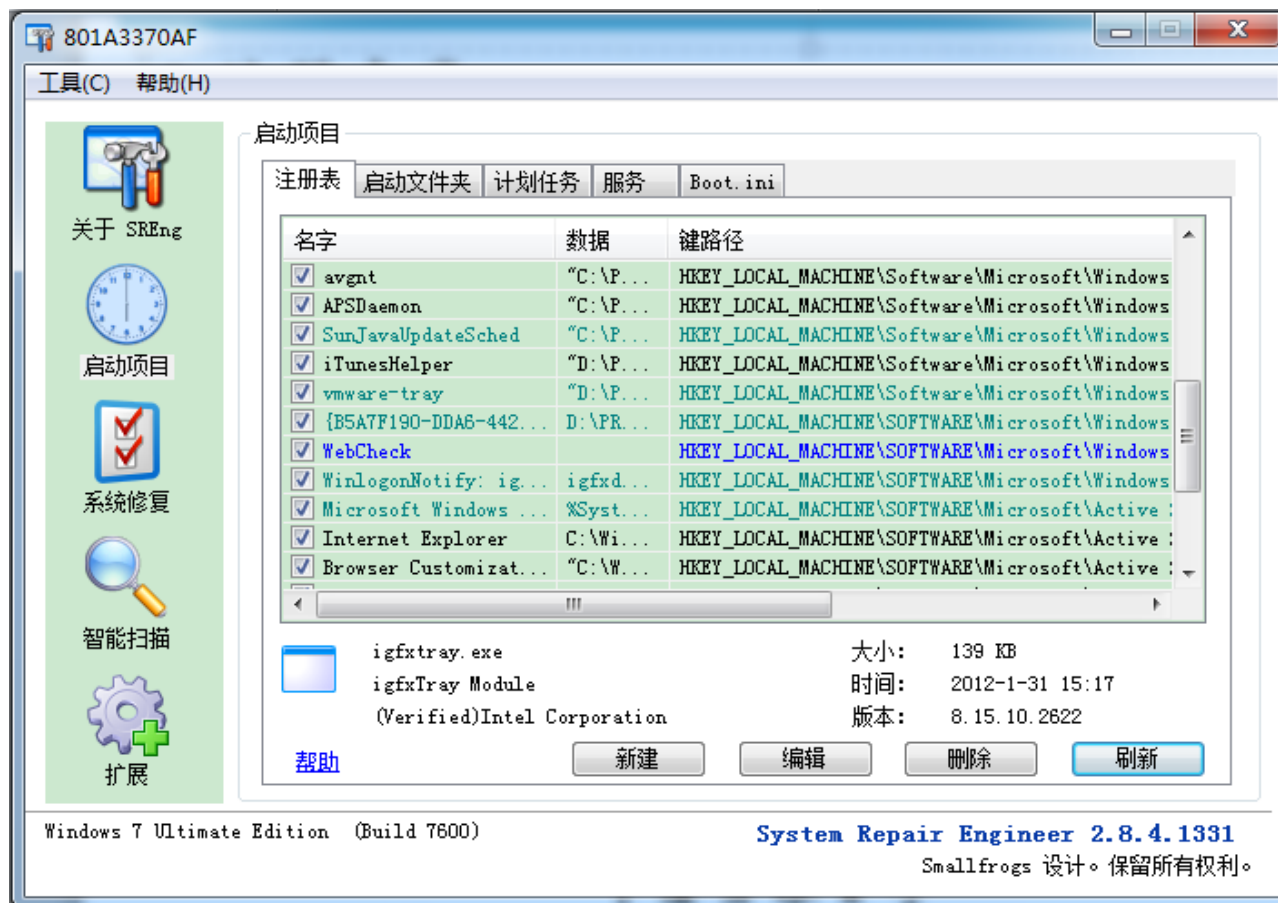 801A3370AF
工具(C) 帮助(H)
关于 SREng
启动项目
系统修复
智能扫描
扩展
启动项目
注册表 启动文件夹 计划任务 服务 Boot.ini
名字 数据 键路径
avgnt "C:\P... HKEY_LOCAL_MACHINE\Software\Microsoft\Windows
APSDaemon "C:\P... HKEY_LOCAL_MACHINE\Software\Microsoft\Windows
SunJavaUpdateSched "C:\P... HKEY_LOCAL_MACHINE\Software\Microsoft\Windows
iTunesHelper "D:\P... HKEY_LOCAL_MACHINE\Software\Microsoft\Windows
vmware-tray "D:\P... HKEY_LOCAL_MACHINE\Software\Microsoft\Windows
{B5A7F190-DDA6-442... D:\PR... HKEY_LOCAL_MACHINE\SOFTWARE\Microsoft\Windows
WebCheck HKEY_LOCAL_MACHINE\SOFTWARE\Microsoft\Windows
WinlogonNotify: ig... igfxd... HKEY_LOCAL_MACHINE\SOFTWARE\Microsoft\Windows
Microsoft Windows ... %Syst... HKEY_LOCAL_MACHINE\SOFTWARE\Microsoft\Active
Internet Explorer C:\Wi... HKEY_LOCAL_MACHINE\SOFTWARE\Microsoft\Active
Browser Customizat... "C:\W... HKEY_LOCAL_MACHINE\SOFTWARE\Microsoft\Active
igfxtray.exe 大小: 139 KB
igfxTray Module 时间: 2012-1-31 15:17
(Verified)Intel Corporation 版本: 8.15.10.2622
帮助 新建 编辑 删除 刷新
Windows 7 Ultimate Edition (Build 7600)
System Repair Engineer 2.8.4.1331
Smallfrogs 设计。保留所有权利。